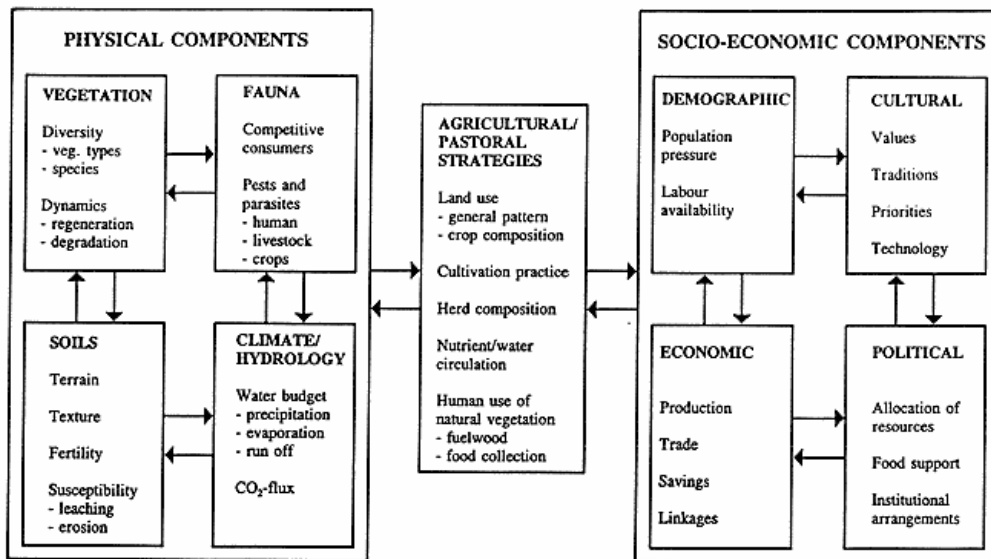 PHYSICAL COMPONENTS
VEGETATION
Diversity
- veg. types
- species
Dynamics
- regeneration
- degradation
FAUNA
Competitive
consumers
Pests and
parasites
- human
- livestock
- crops
SOILS
Terrain
Texture
Fertility
Susceptibility
- leaching
- erosion
CLIMATE/
HYDROLOGY
Water budget
- precipitation
- evaporation
- run off
CO₂-flux
AGRICULTURAL/
PASTORAL
STRATEGIES
Land use
- general pattern
- crop composition
Cultivation practice
Herd composition
Nutrient/water
circulation
Human use of
natural vegetation
- fuelwood
- food collection
SOCIO-ECONOMIC COMPONENTS
DEMOGRAPHIC
Population
pressure
Labour
availability
CULTURAL
Values
Traditions
Priorities
Technology
ECONOMIC
Production
Trade
Savings
Linkages
POLITICAL
Allocation of
resources
Food support
Institutional
arrangements